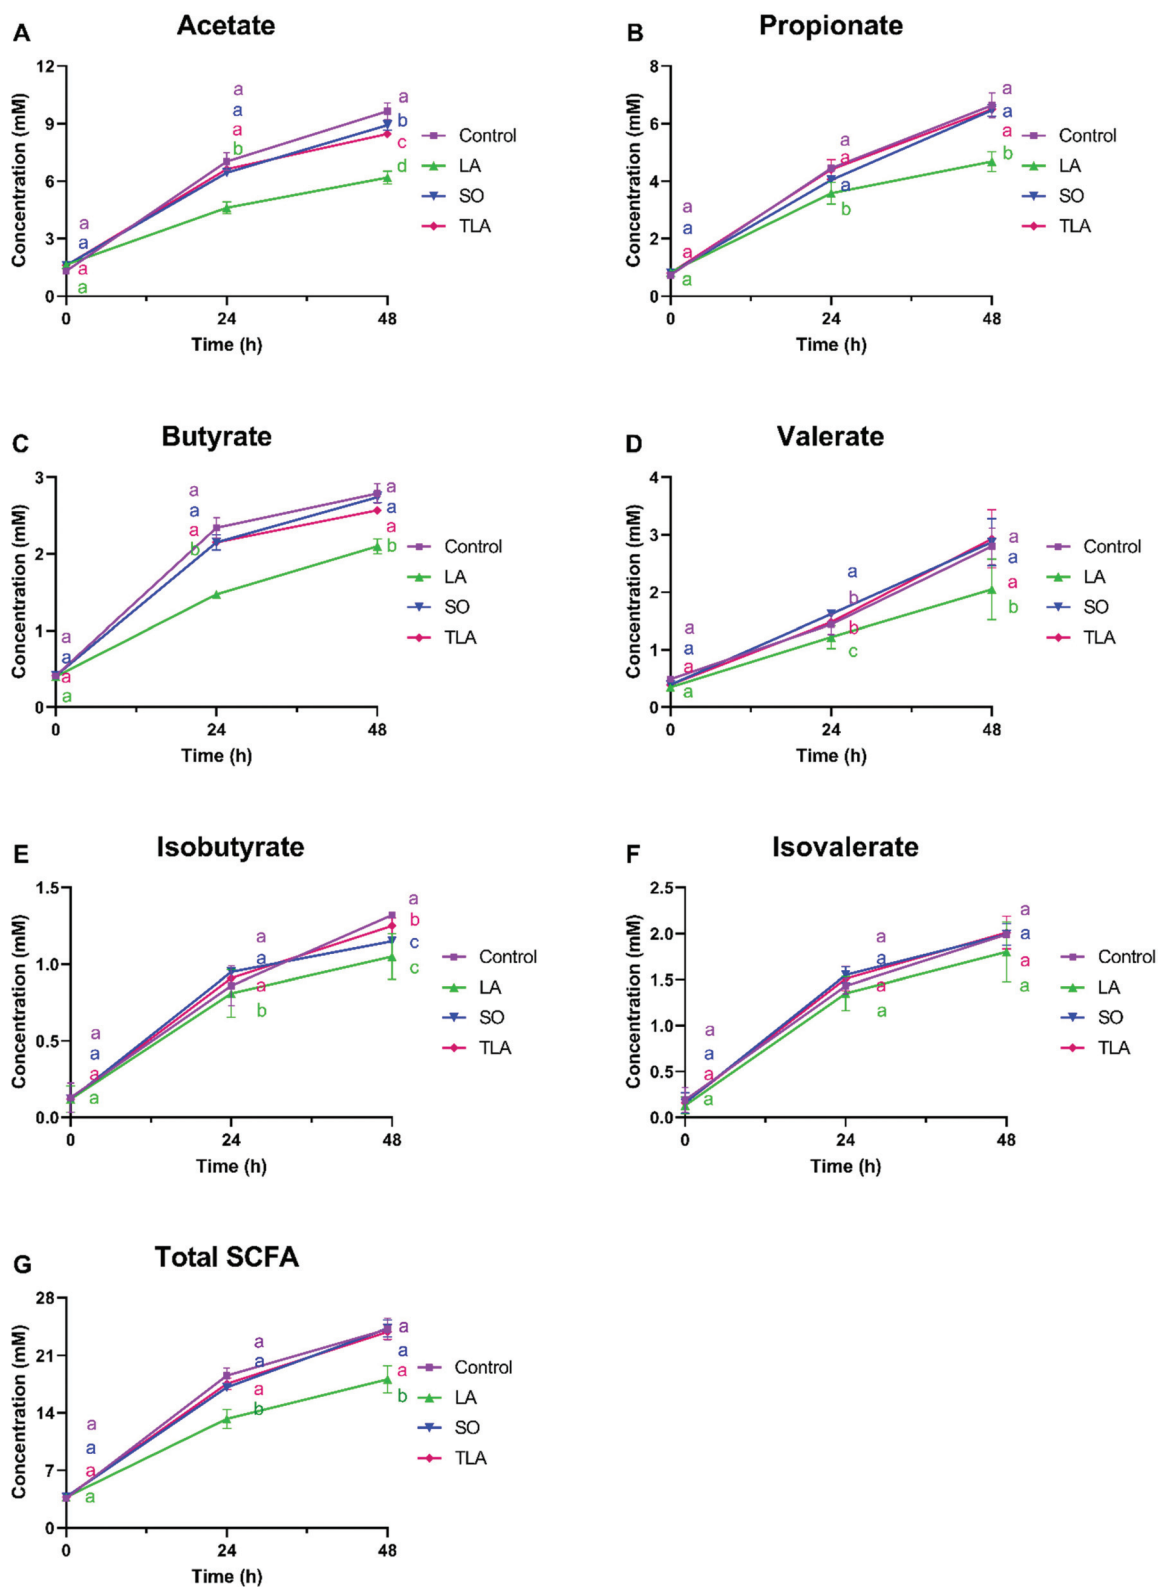 A Acetate
Concentration (mM)
12
9
6
3
0
0 24 48
Time (h)
a
a
a
a
a
a
a
b
a
b
c
d
Control
LA
SO
TLA
B Propionate
Concentration (mM)
8
6
4
2
0
0 24 48
Time (h)
a
a
a
a
a
a
a
b
a
a
a
b
Control
LA
SO
TLA
C Butyrate
Concentration (mM)
3
2
1
0
0 24 48
Time (h)
a
a
a
a
a
a
a
b
a
a
a
b
Control
LA
SO
TLA
D Valerate
Concentration (mM)
4
3
2
1
0
0 24 48
Time (h)
a
a
a
a
a
b
b
c
a
a
a
b
Control
LA
SO
TLA
E Isobutyrate
Concentration (mM)
1.5
1.0
0.5
0.0
0 24 48
Time (h)
a
a
a
a
a
a
a
b
a
b
c
c
Control
LA
SO
TLA
F Isovalerate
Concentration (mM)
2.5
2.0
1.5
1.0
0.5
0.0
0 24 48
Time (h)
a
a
a
a
a
a
a
a
a
a
a
a
Control
LA
SO
TLA
G Total SCFA
Concentration (mM)
28
21
14
7
0
0 24 48
Time (h)
a
a
a
a
a
a
a
b
a
a
a
b
Control
LA
SO
TLA